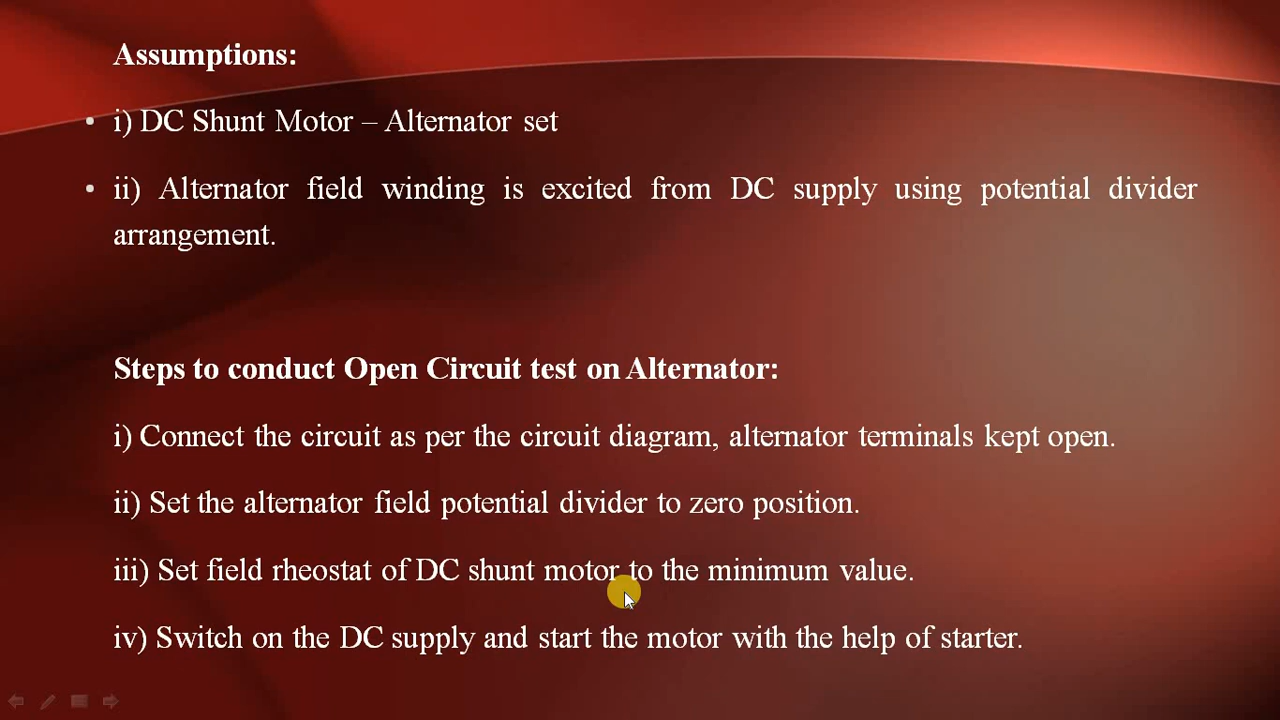 Assumptions:
• i) DC Shunt Motor – Alternator set
• ii) Alternator field winding is excited from DC supply using potential divider
arrangement.
Steps to conduct Open Circuit test on Alternator:
i) Connect the circuit as per the circuit diagram, alternator terminals kept open.
ii) Set the alternator field potential divider to zero position.
iii) Set field rheostat of DC shunt motor to the minimum value.
iv) Switch on the DC supply and start the motor with the help of starter.